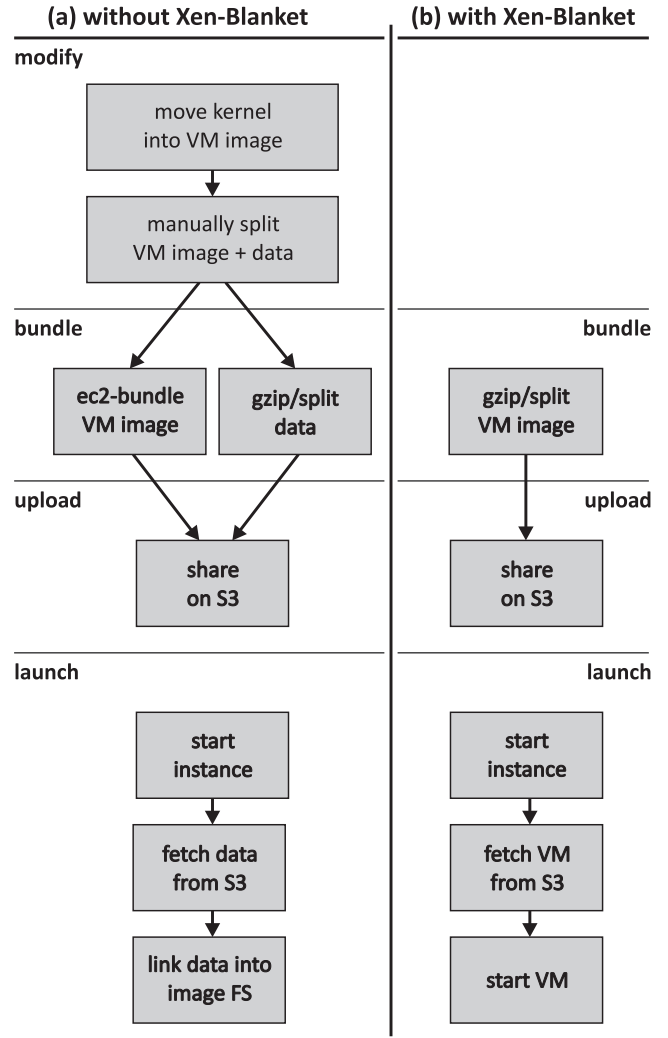 (a) without Xen-Blanket
modify
move kernel
into VM image
manually split
VM image + data
bundle
ec2-bundle
VM image
gzip/split
data
upload
share
on S3
launch
start
instance
fetch data
from S3
link data into
image FS
(b) with Xen-Blanket
bundle
gzip/split
VM image
upload
share
on S3
launch
start
instance
fetch VM
from S3
start VM